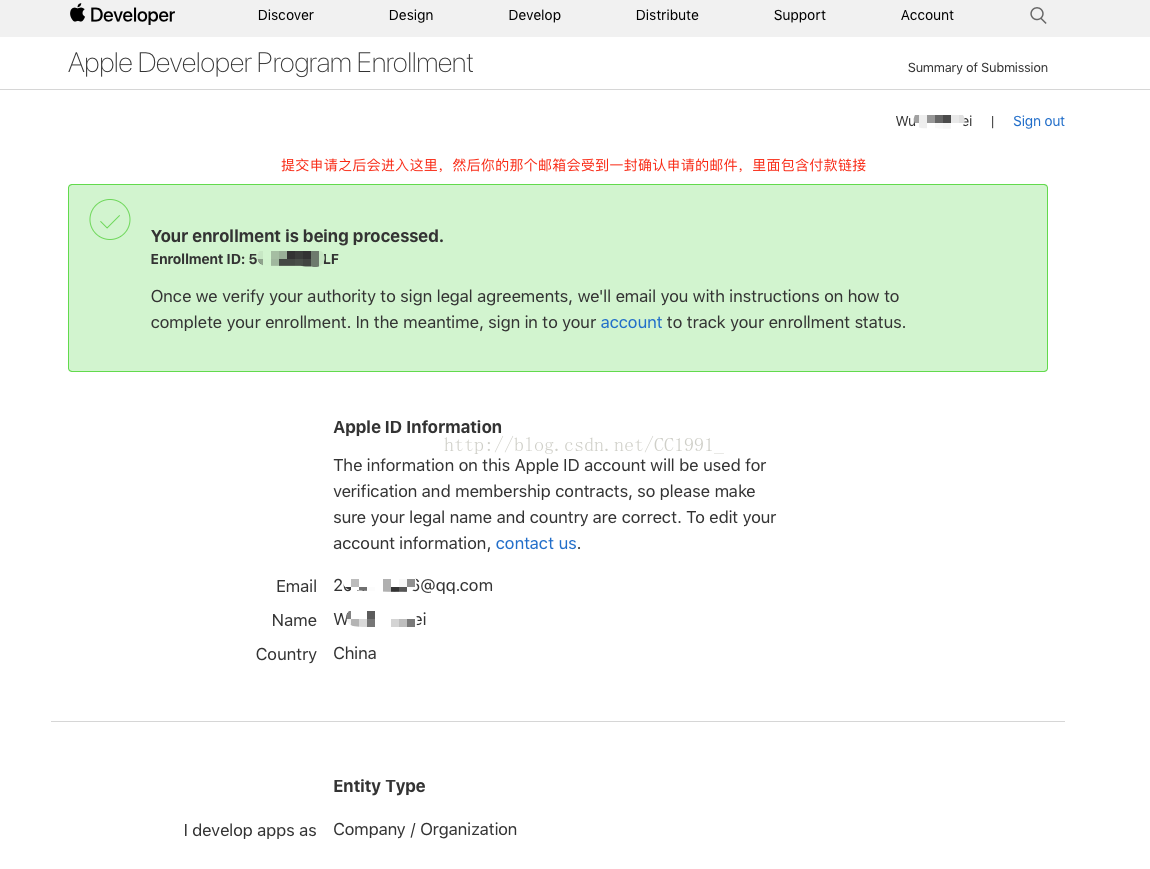 Developer
Discover
Design
Develop
Distribute
Support
Account
Apple Developer Program Enrollment
Summary of Submission
Wu ei | Sign out
提交申请之后会进入这里，然后你的那个邮箱会受到一封确认申请的邮件，里面包含付款链接
Your enrollment is being processed.
Enrollment ID: 5 LF
Once we verify your authority to sign legal agreements, we'll email you with instructions on how to
complete your enrollment. In the meantime, sign in to your account to track your enrollment status.
Apple ID Information
http://blog.csdn.net/CC1991_
The information on this Apple ID account will be used for
verification and membership contracts, so please make
sure your legal name and country are correct. To edit your
account information, contact us.
Email 2 6@qq.com
Name W ei
Country China
Entity Type
I develop apps as Company / Organization